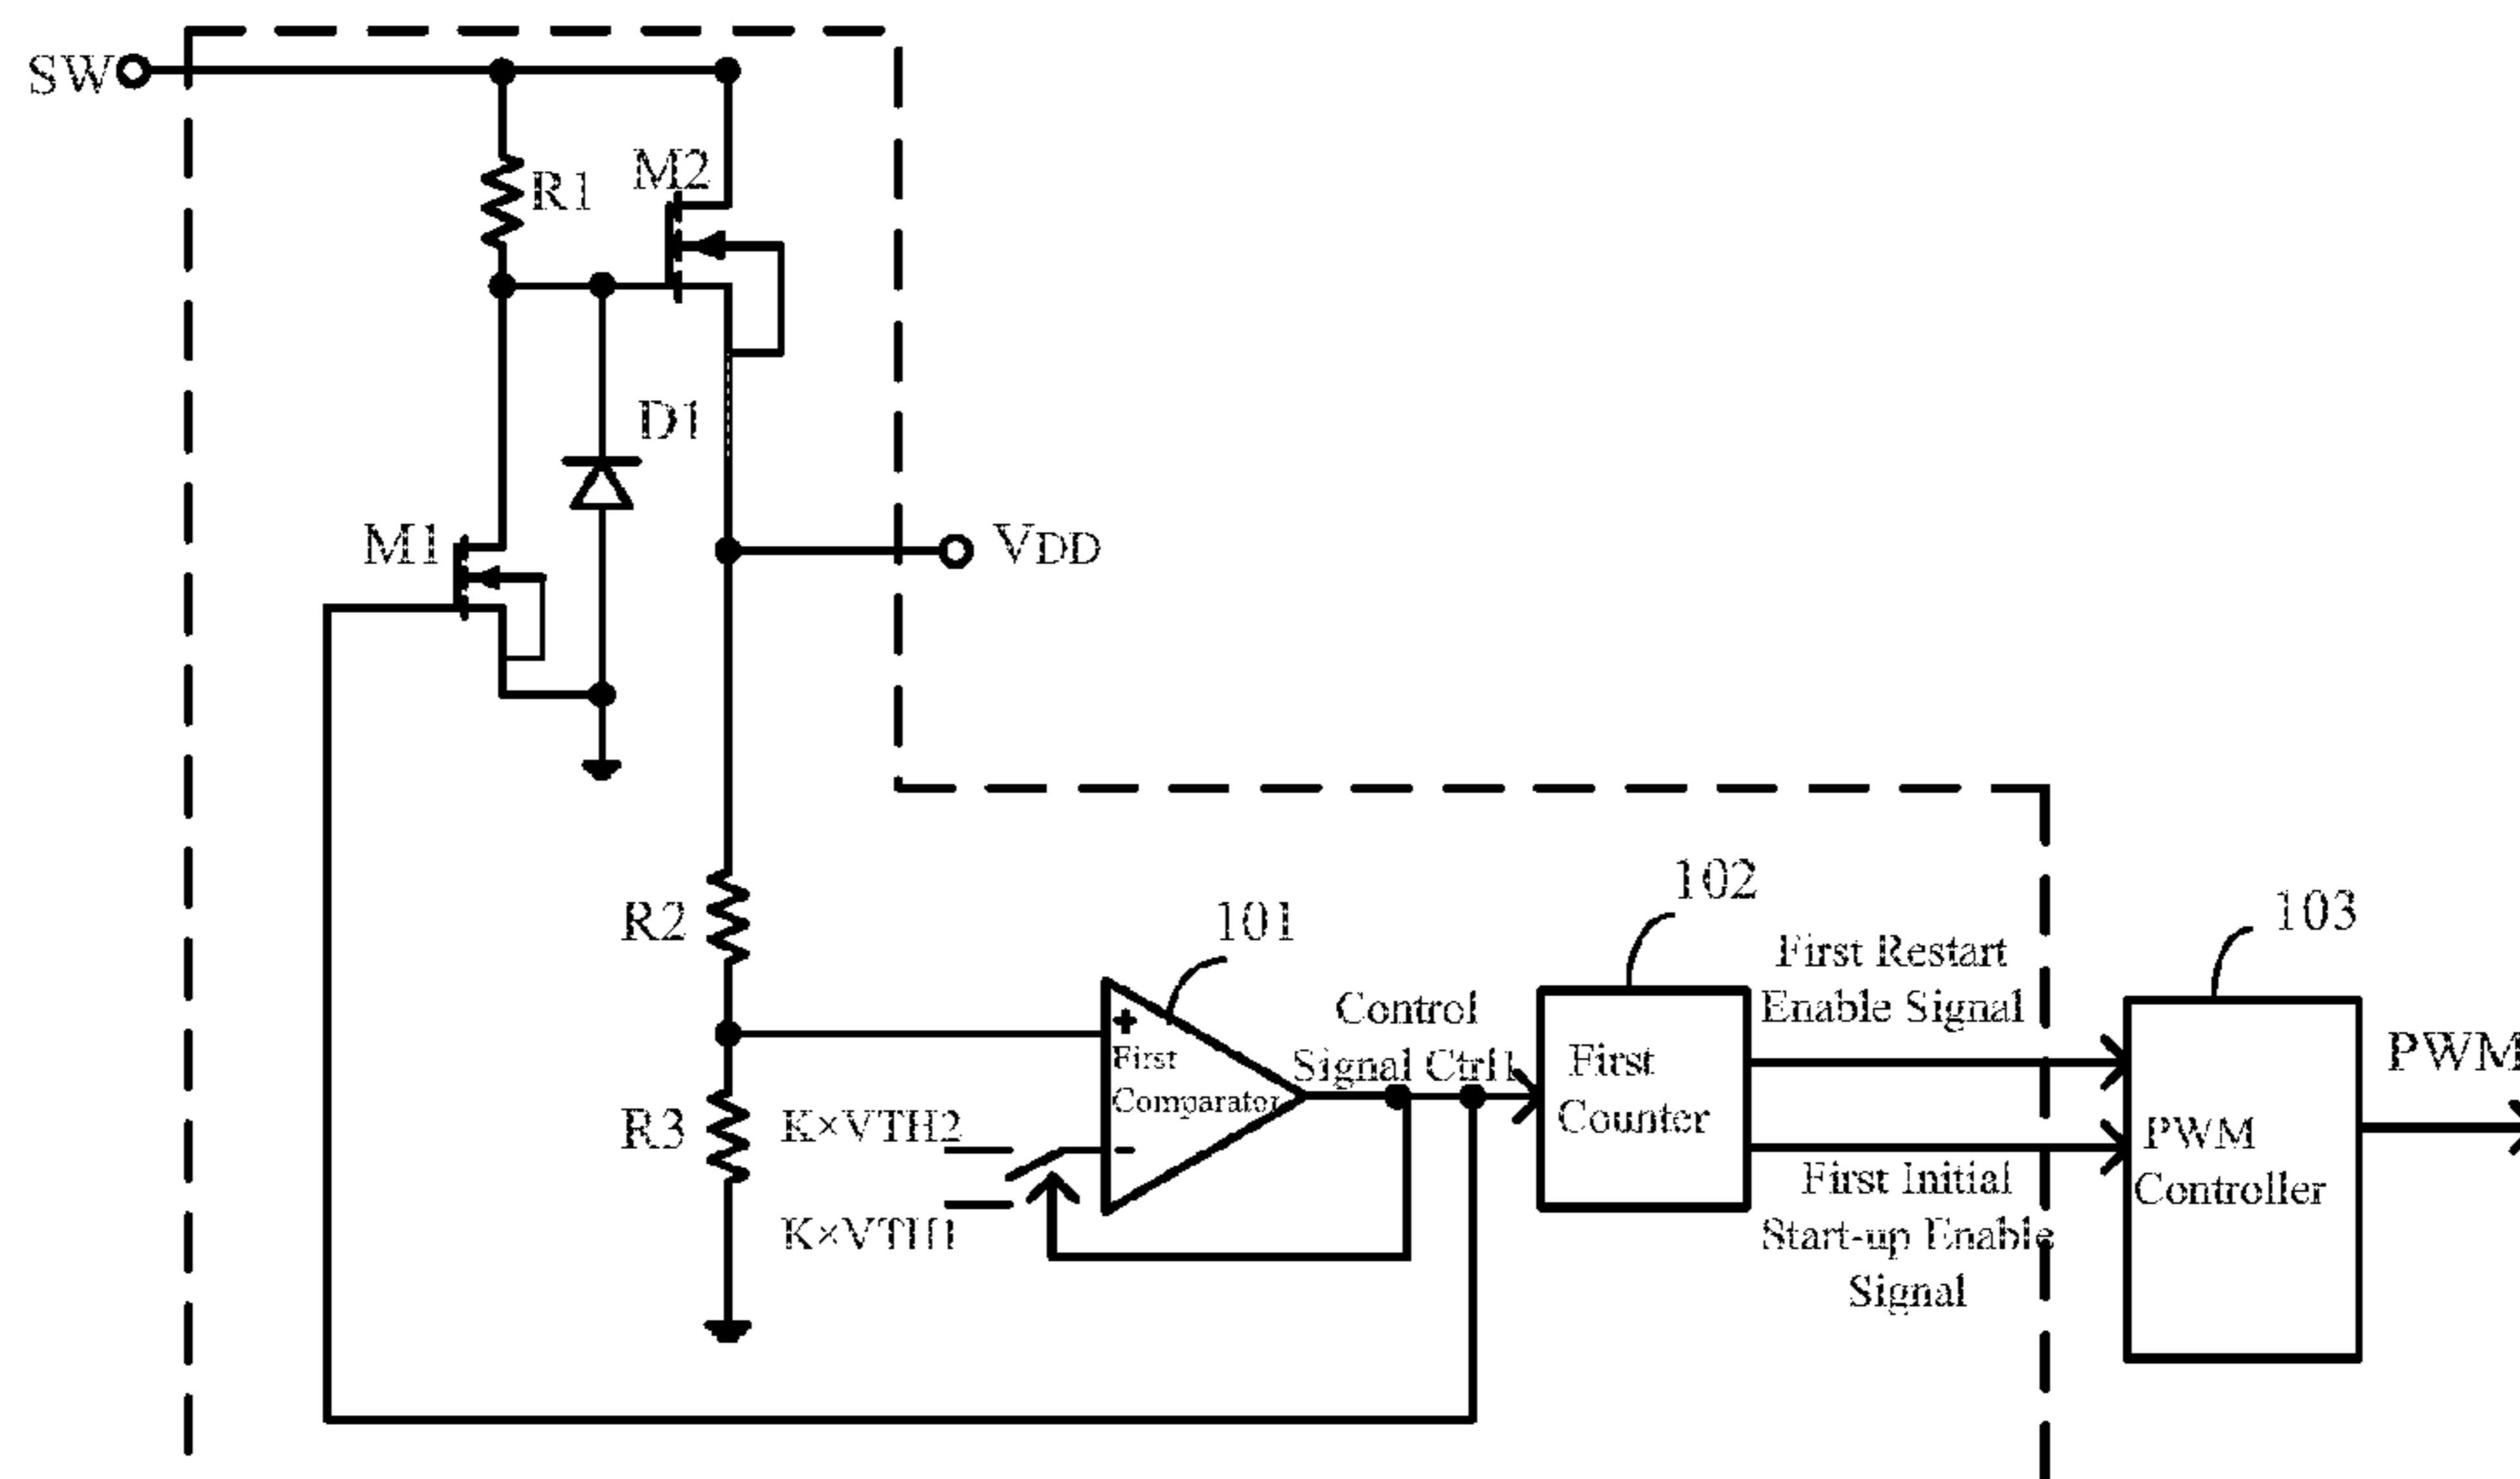 SW
M2
R1
D1
M1
VDD
102
103
R2
101
First Restart
Enable Signal
Control
Signal Ctrl1
+
First
Comparator
First
Counter
PWM
R3
K×VTH2
-
PWM
Controller
First Initial
Start-up Enable
Signal
K×VTH1